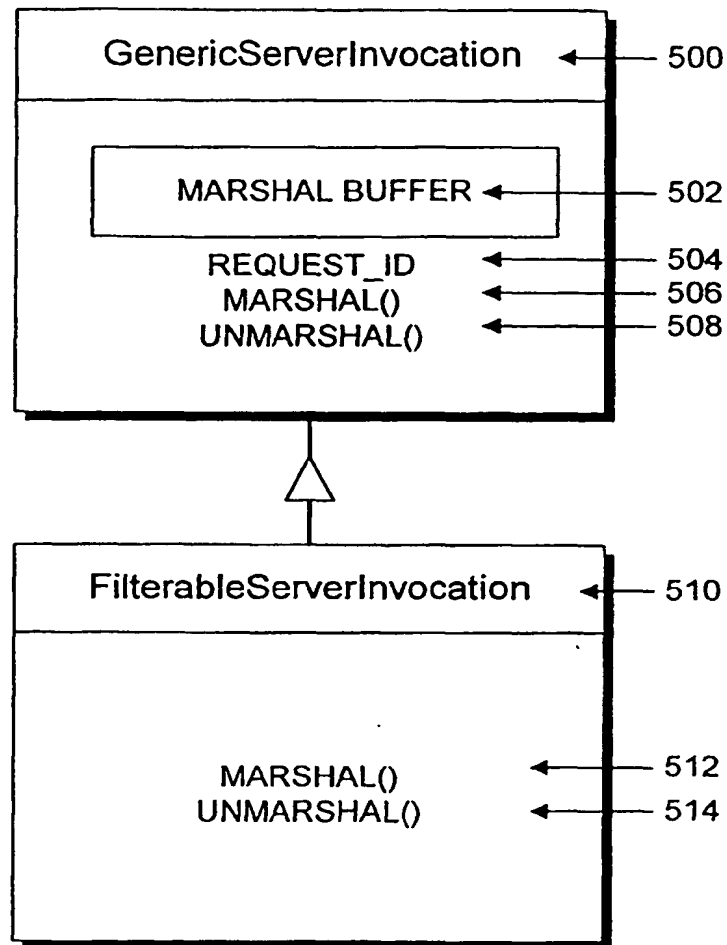 GenericServerInvocation 500
MARSHAL BUFFER 502
REQUEST_ID 504
MARSHAL() 506
UNMARSHAL() 508
FilterableServerInvocation 510
MARSHAL() 512
UNMARSHAL() 514